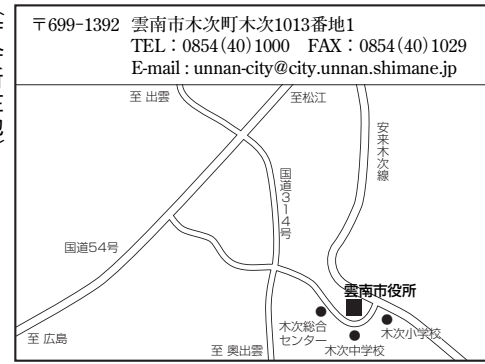 〒699-1392 雲南市木次町木次1013番地1
TEL：0854(40)1000 FAX：0854(40)1029
E-mail : unnan-city@city.unnan.shimane.jp
至 出雲
至松江
安来木次線
国道314号
国道54号
雲南市役所
木次総合
センター
木次小学校
木次中学校
至 広島
至 奥出雲